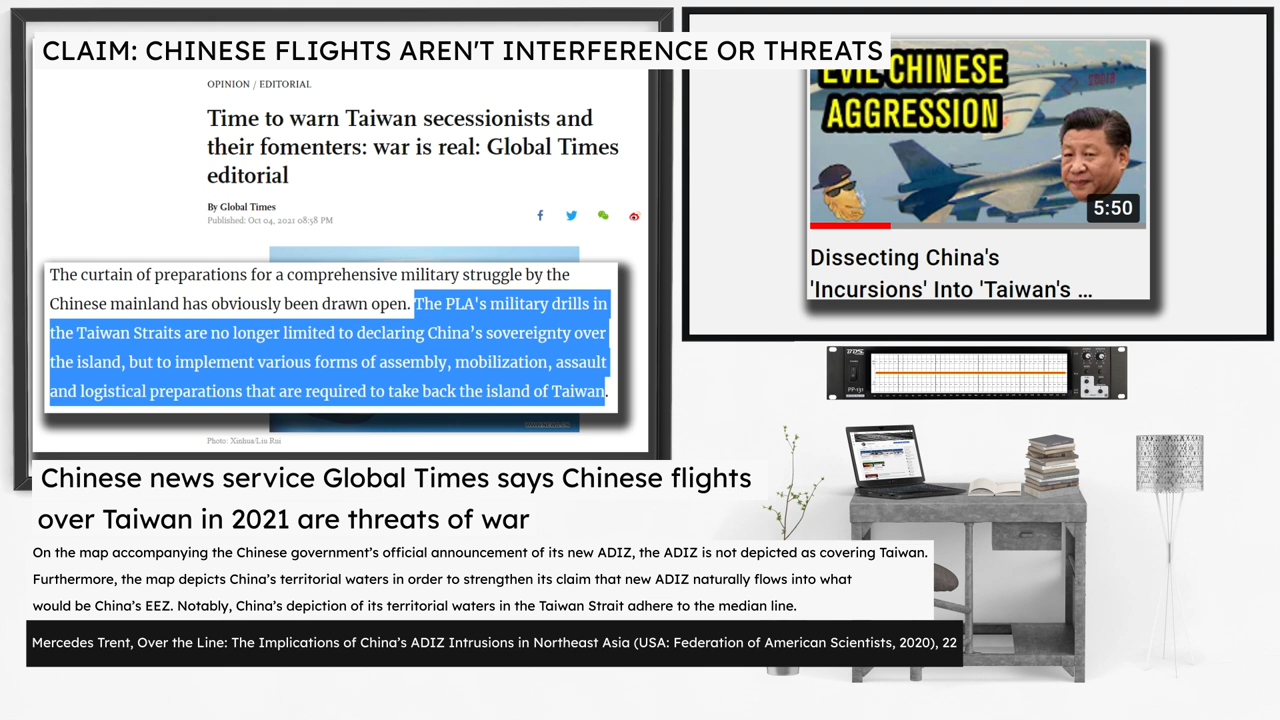 CLAIM: CHINESE FLIGHTS AREN'T INTERFERENCE OR THREATS
OPINION / EDITORIAL
Time to warn Taiwan secessionists and
their fomenters: war is real: Global Times
editorial
By Global Times
Published: Oct 04, 2021 08:58 PM
The curtain of preparations for a comprehensive military struggle by the
Chinese mainland has obviously been drawn open. The PLA's military drills in
the Taiwan Straits are no longer limited to declaring China's sovereignty over
the island, but to implement various forms of assembly, mobilization, assault
and logistical preparations that are required to take back the island of Taiwan.
Photo: Xinhua/Liu Rui
EVIL CHINESE
AGGRESSION
5:50
Dissecting China's
'Incursions' Into 'Taiwan's ...
Chinese news service Global Times says Chinese flights
over Taiwan in 2021 are threats of war
On the map accompanying the Chinese government's official announcement of its new ADIZ, the ADIZ is not depicted as covering Taiwan.
Furthermore, the map depicts China's territorial waters in order to strengthen its claim that new ADIZ naturally flows into what
would be China's EEZ. Notably, China's depiction of its territorial waters in the Taiwan Strait adhere to the median line.
Mercedes Trent, Over the Line: The Implications of China's ADIZ Intrusions in Northeast Asia (USA: Federation of American Scientists, 2020), 22